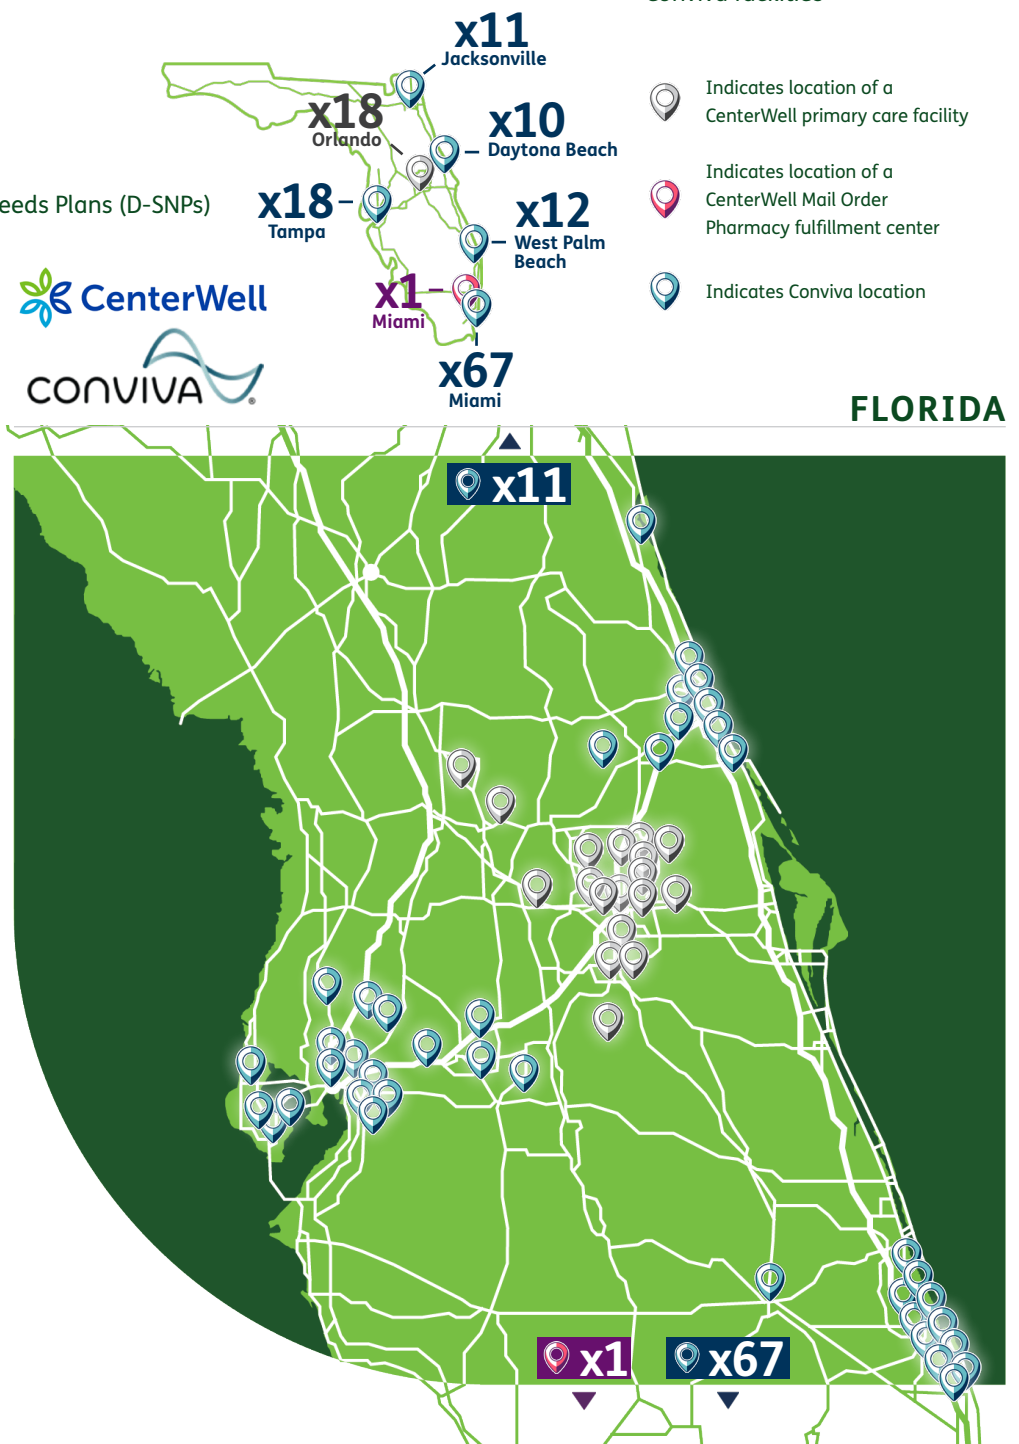 x11
Jacksonville
x18
Orlando
x10
Daytona Beach
x18
Tampa
x12
West Palm
Beach
x1
Miami
x67
Miami
Indicates location of a
CenterWell primary care facility
Indicates location of a
CenterWell Mail Order
Pharmacy fulfillment center
Indicates Conviva location
eeds Plans (D-SNPs)
CenterWell
CONVIVA®
FLORIDA
x11
x1
x67